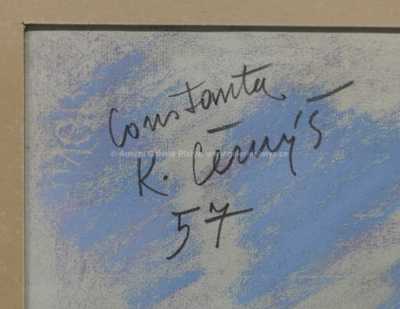 Constanta
K. Černý
57